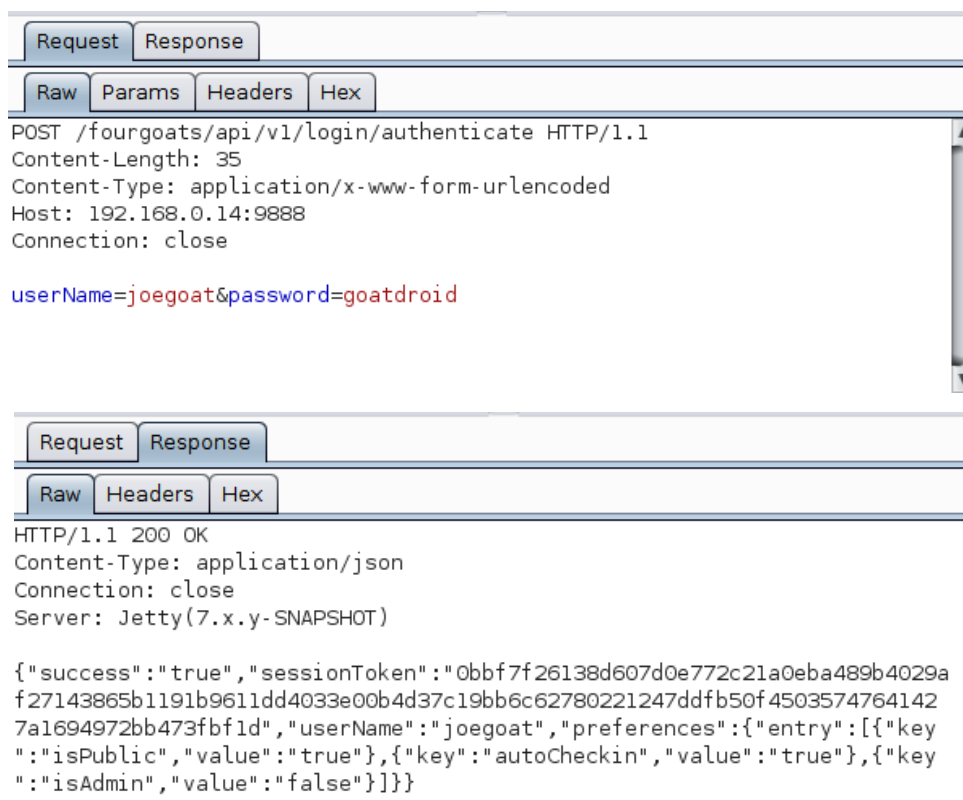 Request Response
Raw Params Headers Hex
POST /fourgoats/api/v1/login/authenticate HTTP/1.1
Content-Length: 35
Content-Type: application/x-www-form-urlencoded
Host: 192.168.0.14:9888
Connection: close
userName=joegoat&password=goatdroid
Request Response
Raw Headers Hex
HTTP/1.1 200 OK
Content-Type: application/json
Connection: close
Server: Jetty(7.x.y-SNAPSHOT)
{"success":"true","sessionToken":"0bbf7f26138d607d0e772c21a0eba489b4029a
f27143865b1191b9611dd4033e00b4d37c19bb6c62780221247ddfb50f4503574764142
7a1694972bb473fbf1d","userName":"joegoat","preferences":{"entry":[{"key
":"isPublic","value":"true"},{"key":"autoCheckin","value":"true"},{"key
":"isAdmin","value":"false"}]}}